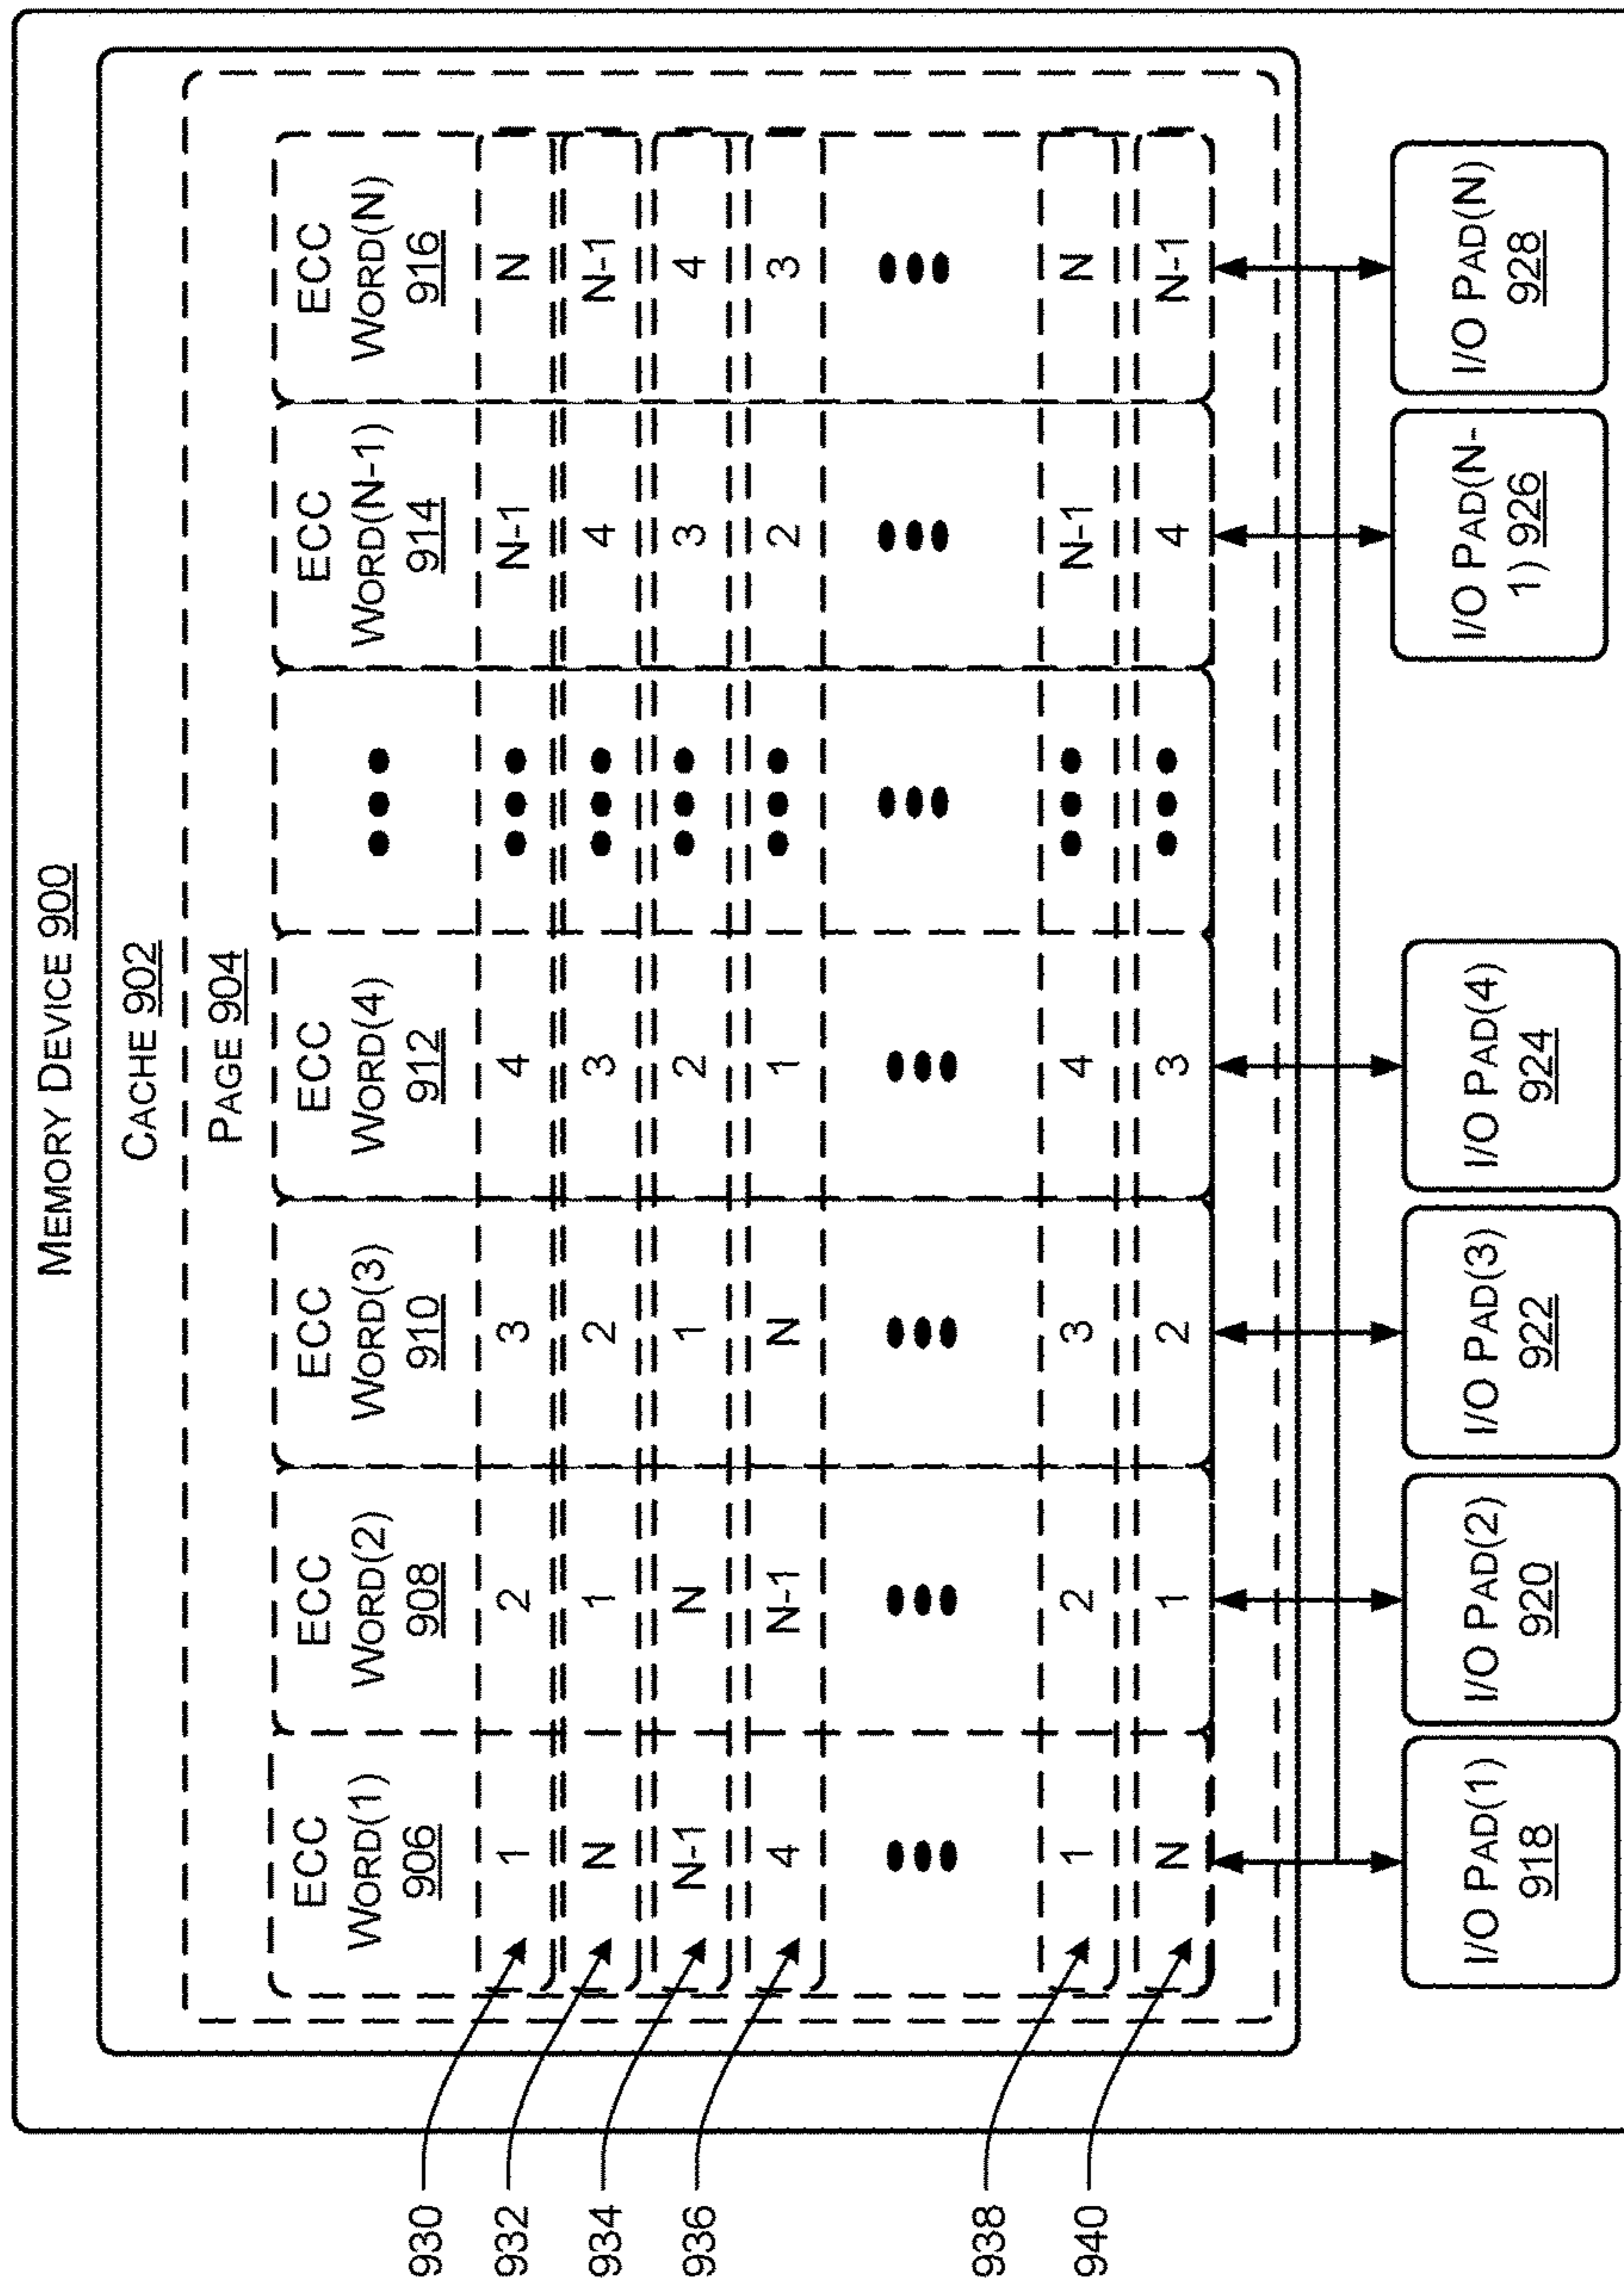 MEMORY DEVICE 900
CACHE 902
PAGE 904
ECC WORD(1) 906
ECC WORD(2) 908
ECC WORD(3) 910
ECC WORD(4) 912
●●●
ECC WORD(N-1) 914
ECC WORD(N) 916
930 1 2 3 4 ●●● N-1 N
932 N 1 2 3 ●●● 4 N-1
934 N-1 N 1 2 ●●● 3 4
936 4 N-1 N 1 ●●● 2 3
●●● ●●● ●●● ●●● ●●● ●●● ●●●
938 1 2 3 4 ●●● N-1 N
940 N 1 2 3 ●●● 4 N-1
I/O PAD(1) 918
I/O PAD(2) 920
I/O PAD(3) 922
I/O PAD(4) 924
I/O PAD(N-
1) 926
I/O PAD(N) 928